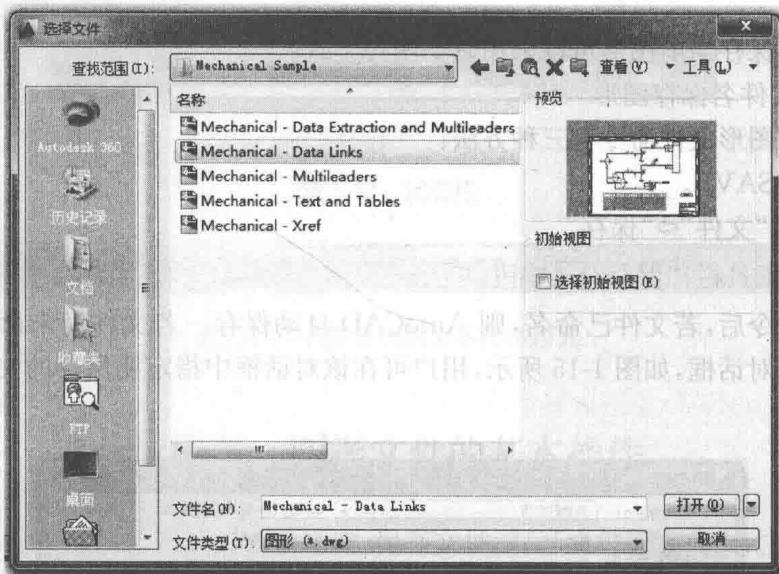 选择文件
查找范围(I):
Mechanical Sample
查看(V)
工具(L)
名称
预览
Autodesk 360
历史记录
文档
收藏夹
FTP
桌面
Mechanical - Data Extraction and Multileaders
Mechanical - Data Links
Mechanical - Multileaders
Mechanical - Text and Tables
Mechanical - Xref
初始视图
选择初始视图(E)
文件名(N):
Mechanical - Data Links
打开(O)
文件类型(T):
图形 (*.dwg)
取消